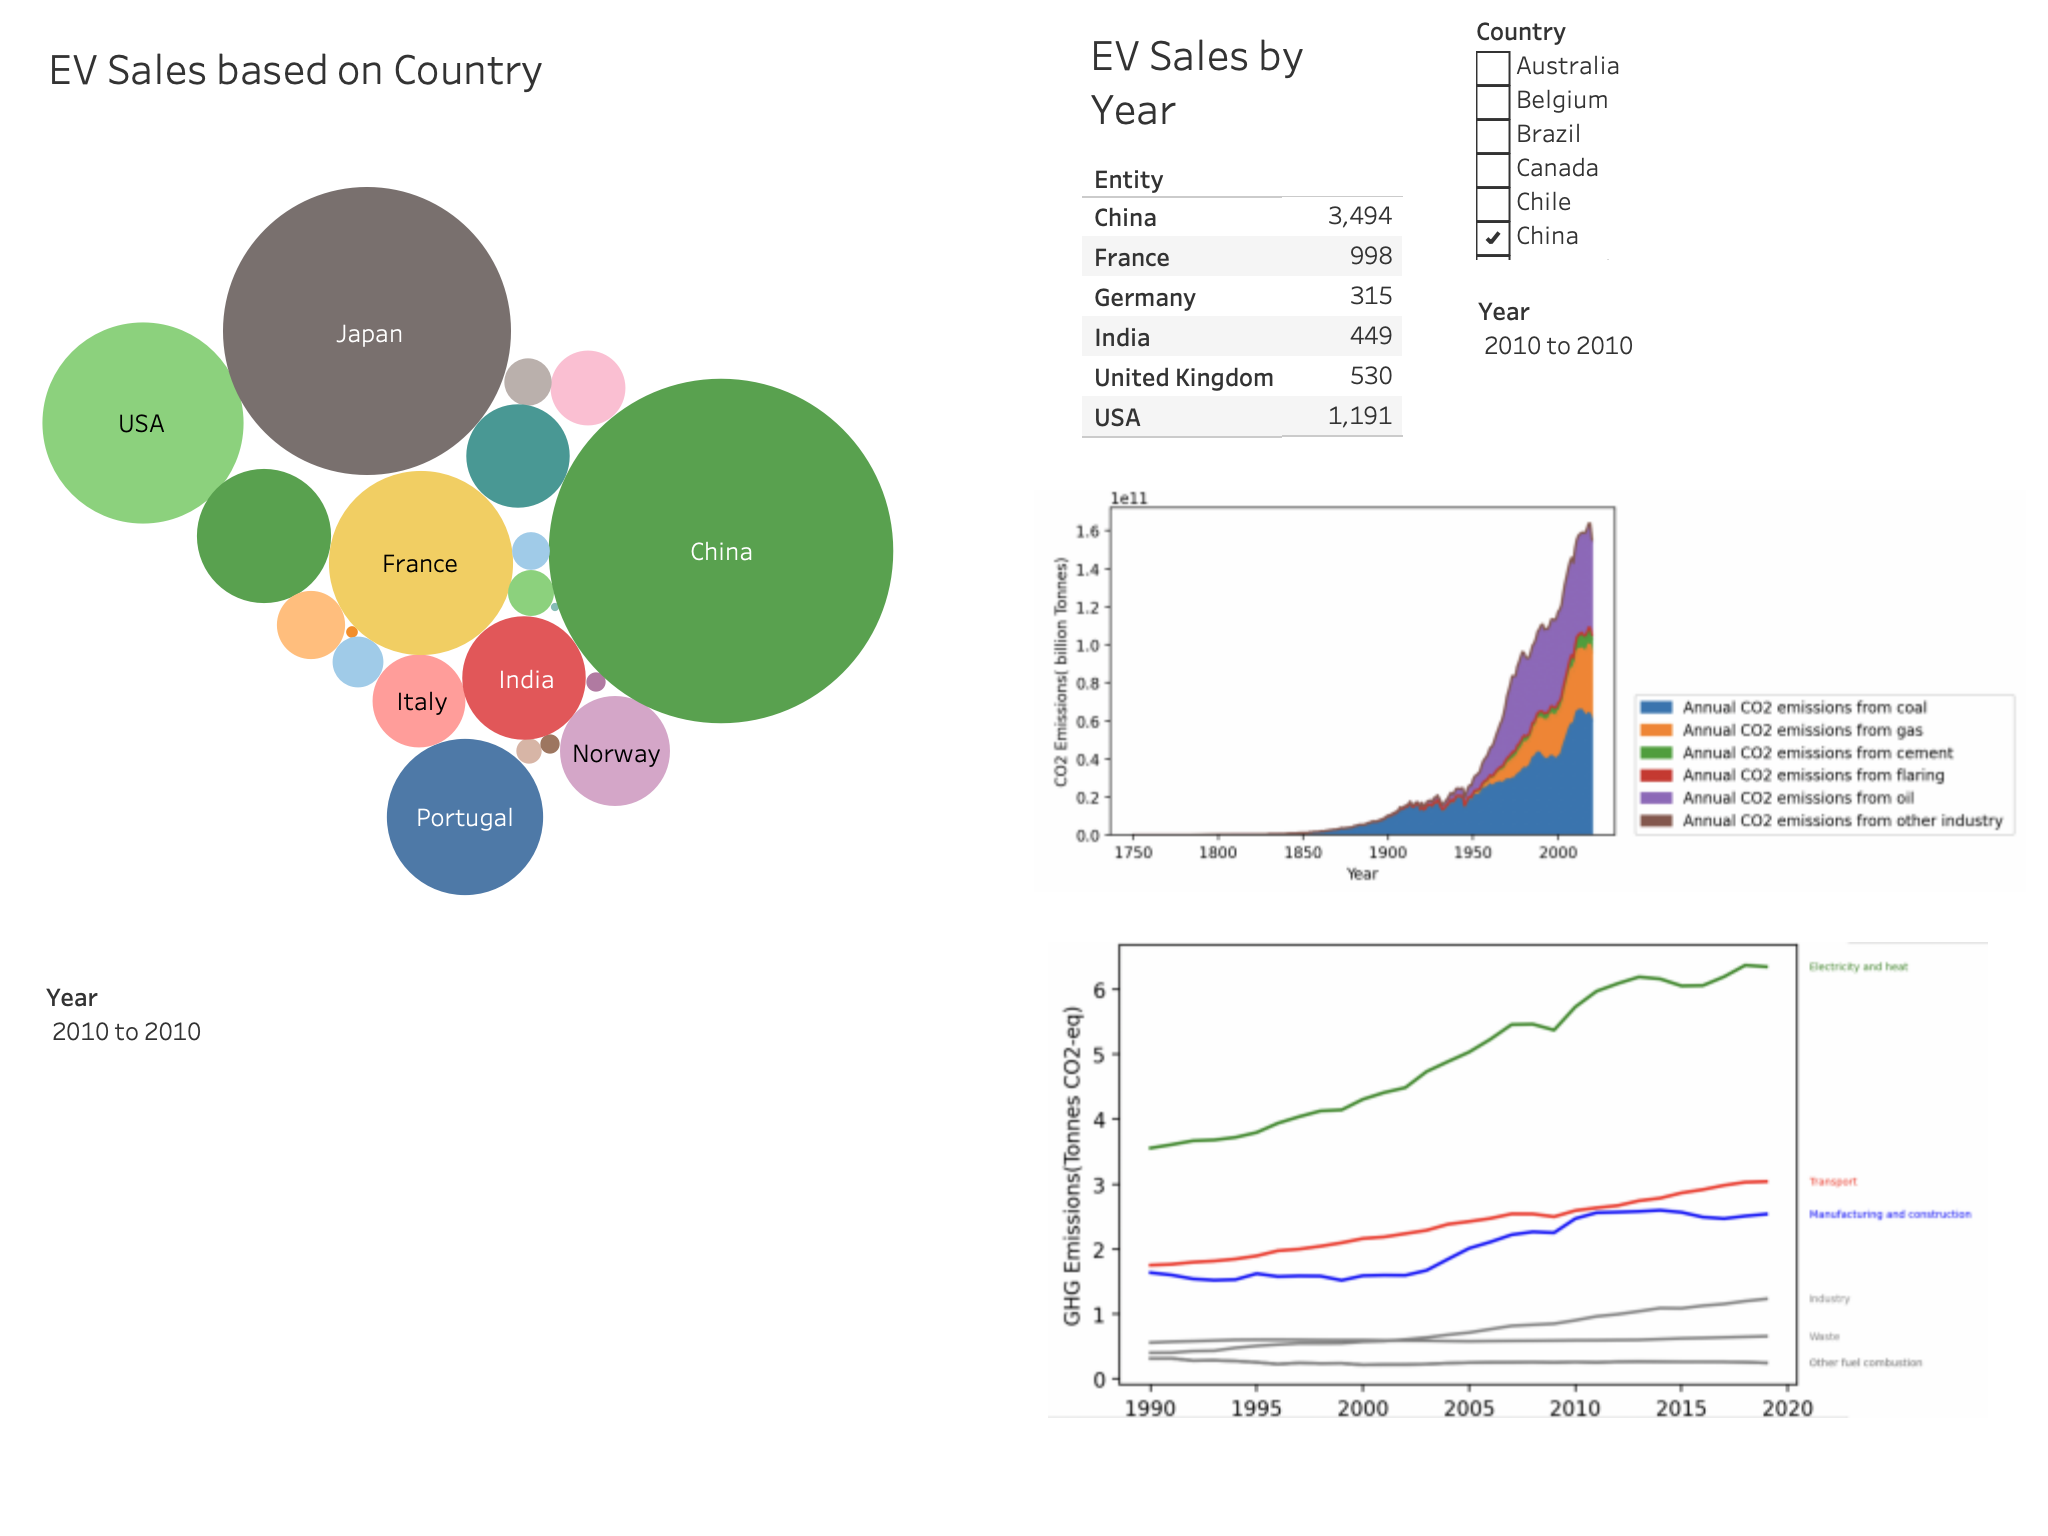 EV Sales based on Country
Japan
USA
France
China
Italy
India
Norway
Portugal
Year
2010 to 2010
EV Sales by
Year
Entity
China 3,494
France 998
Germany 315
India 449
United Kingdom 530
USA 1,191
Country
Australia
Belgium
Brazil
Canada
Chile
China
Year
2010 to 2010
1e11
CO2 Emissions( billion Tonnes)
1.6
1.4
1.2
1.0
0.8
0.6
0.4
0.2
0.0
1750 1800 1850 1900 1950 2000
Year
Annual CO2 emissions from coal
Annual CO2 emissions from gas
Annual CO2 emissions from cement
Annual CO2 emissions from flaring
Annual CO2 emissions from oil
Annual CO2 emissions from other industry
GHG Emissions(Tonnes CO2-eq)
6
5
4
3
2
1
0
1990 1995 2000 2005 2010 2015 2020
Electricity and heat
Transport
Manufacturing and construction
Industry
Waste
Other fuel combustion